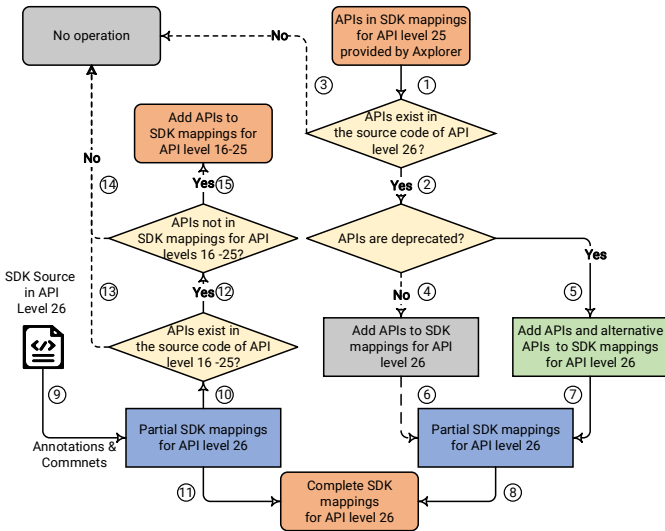 No operation
APIs in SDK mappings
for API level 25
provided by Axplorer
No
3
1
Add APIs to
SDK mappings for
API level 16-25
APIs exist in
the source code of API
level 26?
No
14
Yes
15
Yes
2
APIs not in
SDK mappings for API
levels 16 -25?
APIs are deprecated?
Yes
SDK Source
in API
Level 26
13
Yes
12
No
4
5
APIs exist in
the source code of API
level 16 -25?
Add APIs to SDK
mappings for API
level 26
Add APIs and alternative
APIs to SDK mappings
for API level 26
9
10
6
7
Annotations &
Commnets
Partial SDK mappings
for API level 26
Partial SDK mappings
for API level 26
11
8
Complete SDK
mappings
for API level 26